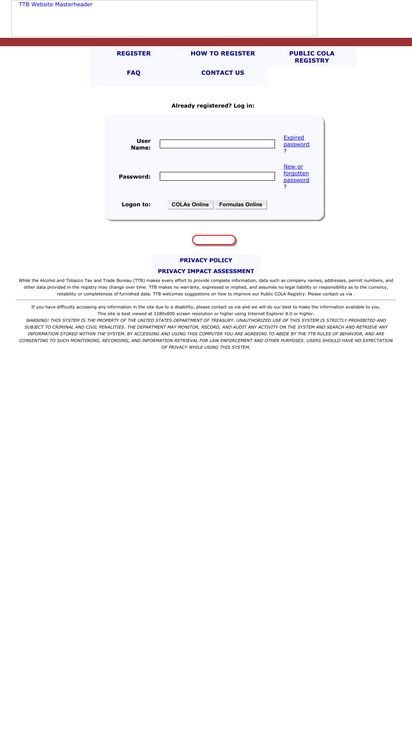 TTB Website Masterheader
REGISTER
HOW TO REGISTER
PUBLIC COLA
REGISTRY
FAQ
CONTACT US
Already registered? Log in:
User
Name:
Expired
password
?
Password:
New or
forgotten
password
?
Logon to:
COLAs Online
Formulas Online
PRIVACY POLICY
PRIVACY IMPACT ASSESSMENT
While the Alcohol and Tobacco Tax and Trade Bureau (TTB) makes every effort to provide complete information, data such as company names, addresses, permit numbers, and
other data provided in the registry may change over time. TTB makes no warranty, expressed or implied, and assumes no legal liability or responsibility as to the currency,
reliability or completeness of furnished data. TTB welcomes suggestions on how to improve our Public COLA Registry. Please contact us via .
If you have difficulty accessing any information in the site due to a disability, please contact us via and we will do our best to make the information available to you.
This site is best viewed at 1280x800 screen resolution or higher using Internet Explorer 8.0 or higher. .
WARNING! THIS SYSTEM IS THE PROPERTY OF THE UNITED STATES DEPARTMENT OF TREASURY. UNAUTHORIZED USE OF THIS SYSTEM IS STRICTLY PROHIBITED AND
SUBJECT TO CRIMINAL AND CIVIL PENALTIES. THE DEPARTMENT MAY MONITOR, RECORD, AND AUDIT ANY ACTIVITY ON THE SYSTEM AND SEARCH AND RETRIEVE ANY
INFORMATION STORED WITHIN THE SYSTEM. BY ACCESSING AND USING THIS COMPUTER YOU ARE AGREEING TO ABIDE BY THE TTB RULES OF BEHAVIOR, AND ARE
CONSENTING TO SUCH MONITORING, RECORDING, AND INFORMATION RETRIEVAL FOR LAW ENFORCEMENT AND OTHER PURPOSES. USERS SHOULD HAVE NO EXPECTATION
OF PRIVACY WHILE USING THIS SYSTEM.